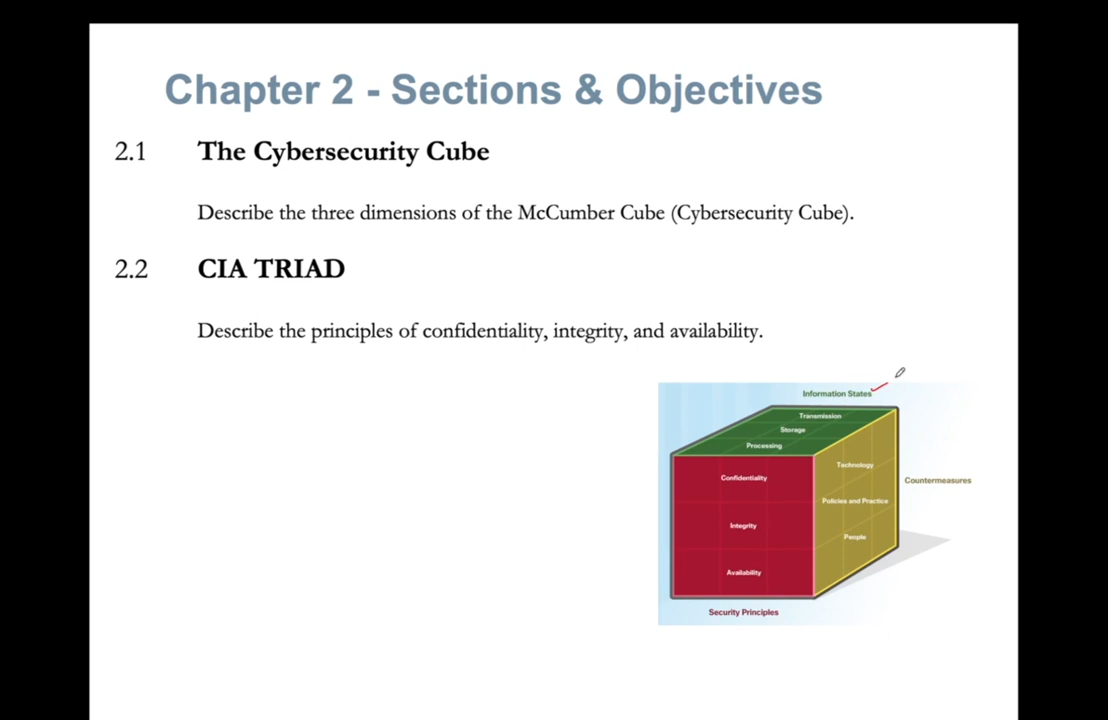 Chapter 2 - Sections & Objectives
2.1 The Cybersecurity Cube
Describe the three dimensions of the McCumber Cube (Cybersecurity Cube).
2.2 CIA TRIAD
Describe the principles of confidentiality, integrity, and availability.
Information States
Transmission
Storage
Processing
Confidentiality
Integrity
Availability
Technology
Policies and Practice
People
Countermeasures
Security Principles